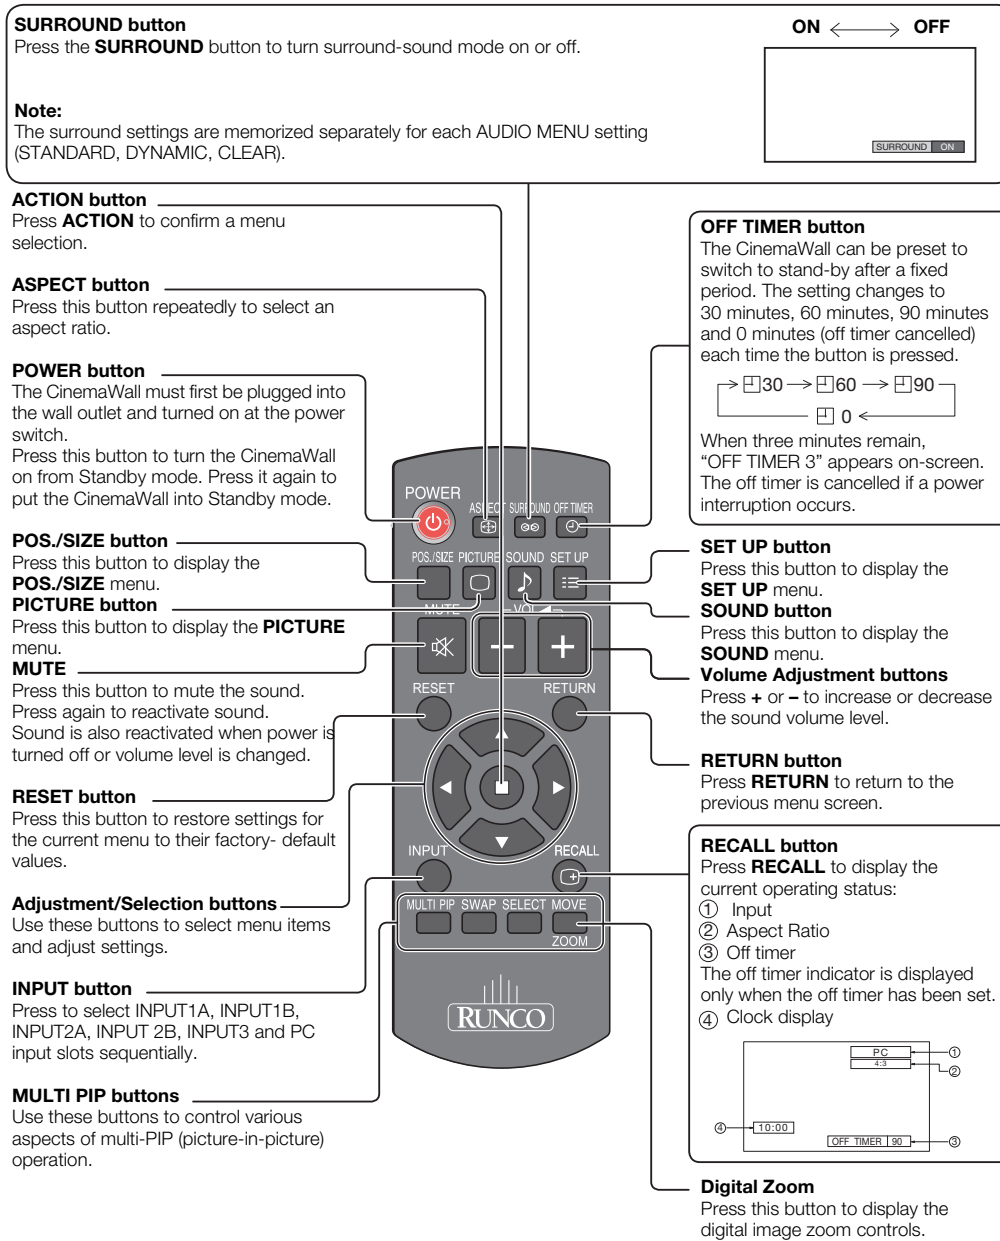 SURROUND button
Press the SURROUND button to turn surround-sound mode on or off.
Note:
The surround settings are memorized separately for each AUDIO MENU setting
(STANDARD, DYNAMIC, CLEAR).
ON OFF
SURROUND ON
ACTION button
Press ACTION to confirm a menu
selection.
ASPECT button
Press this button repeatedly to select an
aspect ratio.
POWER button
The CinemaWall must first be plugged into
the wall outlet and turned on at the power
switch.
Press this button to turn the CinemaWall
on from Standby mode. Press it again to
put the CinemaWall into Standby mode.
POS./SIZE button
Press this button to display the
POS./SIZE menu.
PICTURE button
Press this button to display the PICTURE
menu.
MUTE
Press this button to mute the sound.
Press again to reactivate sound.
Sound is also reactivated when power is
turned off or volume level is changed.
RESET button
Press this button to restore settings for
the current menu to their factory- default
values.
Adjustment/Selection buttons
Use these buttons to select menu items
and adjust settings.
INPUT button
Press to select INPUT1A, INPUT1B,
INPUT2A, INPUT 2B, INPUT3 and PC
input slots sequentially.
MULTI PIP buttons
Use these buttons to control various
aspects of multi-PIP (picture-in-picture)
operation.
POWER
ASPECT SURROUND OFF TIMER
POS./SIZE PICTURE SOUND SET UP
MUTE VOL
− +
RESET RETURN
INPUT RECALL
MULTI PIP SWAP SELECT MOVE
ZOOM
RUNCO
OFF TIMER button
The CinemaWall can be preset to
switch to stand-by after a fixed
period. The setting changes to
30 minutes, 60 minutes, 90 minutes
and 0 minutes (off timer cancelled)
each time the button is pressed.
30 60 90
0
When three minutes remain,
“OFF TIMER 3” appears on-screen.
The off timer is cancelled if a power
interruption occurs.
SET UP button
Press this button to display the
SET UP menu.
SOUND button
Press this button to display the
SOUND menu.
Volume Adjustment buttons
Press + or – to increase or decrease
the sound volume level.
RETURN button
Press RETURN to return to the
previous menu screen.
RECALL button
Press RECALL to display the
current operating status:
① Input
② Aspect Ratio
③ Off timer
The off timer indicator is displayed
only when the off timer has been set.
④ Clock display
PC ①
4:3 ②
④ 10:00
OFF TIMER 90 ③
Digital Zoom
Press this button to display the
digital image zoom controls.